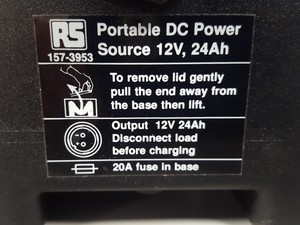 RS
157-3953
Portable DC Power
Source 12V, 24Ah
To remove lid gently
pull the end away from
the base then lift.
Output 12V 24Ah
Disconnect load
before charging
20A fuse in base